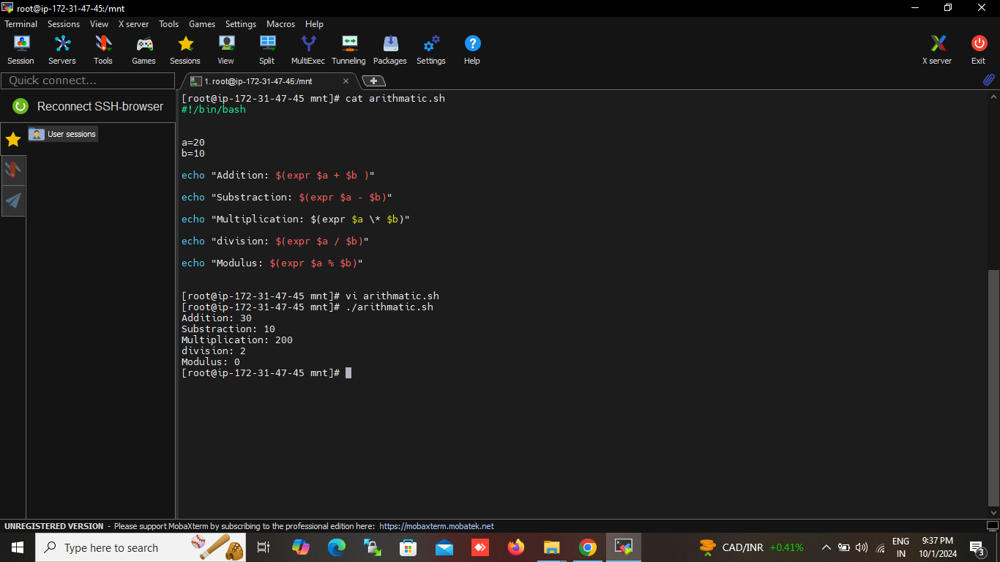 root@ip-172-31-47-45:/mnt
Terminal Sessions View X server Tools Games Settings Macros Help
Session Servers Tools Games Sessions View Split MultiExec Tunneling Packages Settings Help X server Exit
Quick connect...
1. root@ip-172-31-47-45:/mnt
Reconnect SSH-browser
User sessions
[root@ip-172-31-47-45 mnt]# cat arithmatic.sh
#!/bin/bash
a=20
b=10
echo "Addition: $(expr $a + $b )"
echo "Substraction: $(expr $a - $b)"
echo "Multiplication: $(expr $a \* $b)"
echo "division: $(expr $a / $b)"
echo "Modulus: $(expr $a % $b)"
[root@ip-172-31-47-45 mnt]# vi arithmatic.sh
[root@ip-172-31-47-45 mnt]# ./arithmatic.sh
Addition: 30
Substraction: 10
Multiplication: 200
division: 2
Modulus: 0
[root@ip-172-31-47-45 mnt]#
UNREGISTERED VERSION - Please support MobaXterm by subscribing to the professional edition here: https://mobaxterm.mobatek.net
Type here to search
CAD/INR +0.41%
ENG
IN
9:37 PM
10/1/2024
3